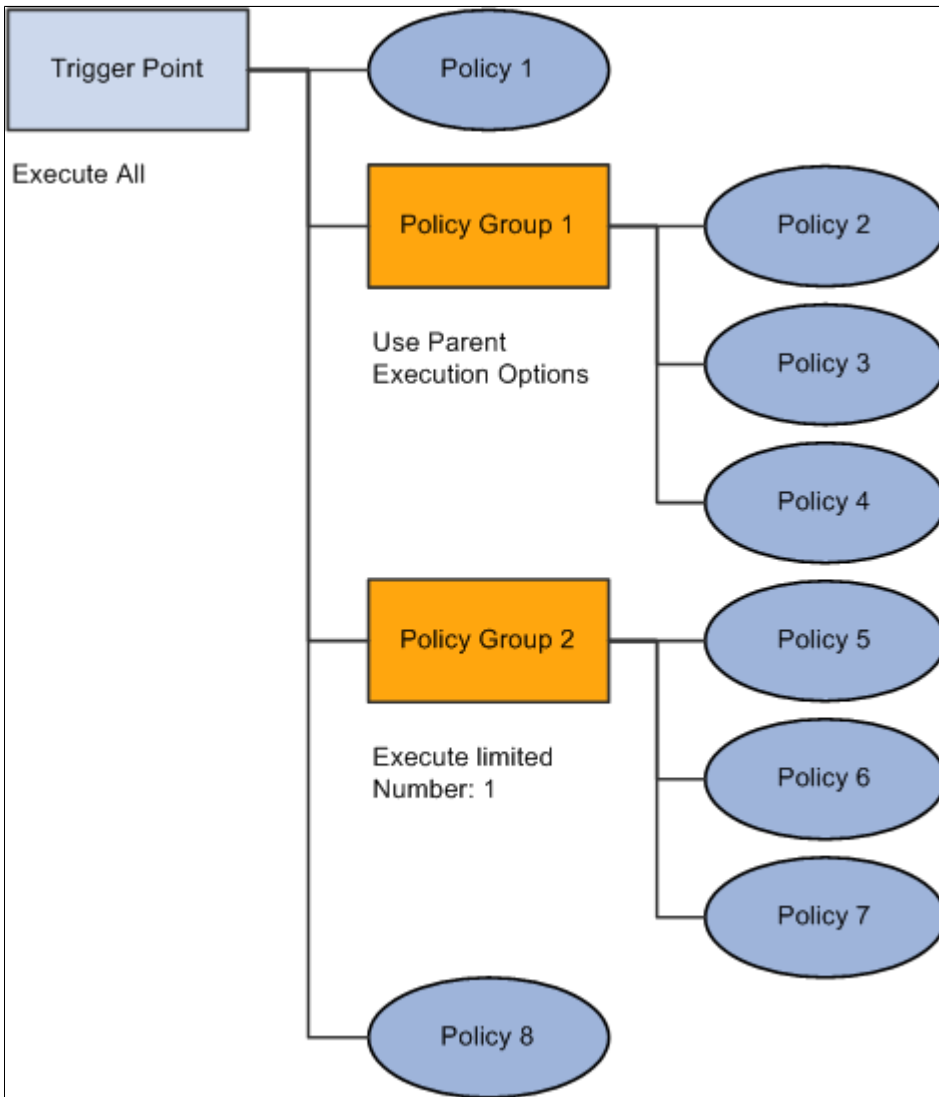 Trigger Point
Policy 1
Execute All
Policy Group 1
Policy 2
Use Parent
Execution Options
Policy 3
Policy 4
Policy Group 2
Policy 5
Execute limited
Number: 1
Policy 6
Policy 7
Policy 8